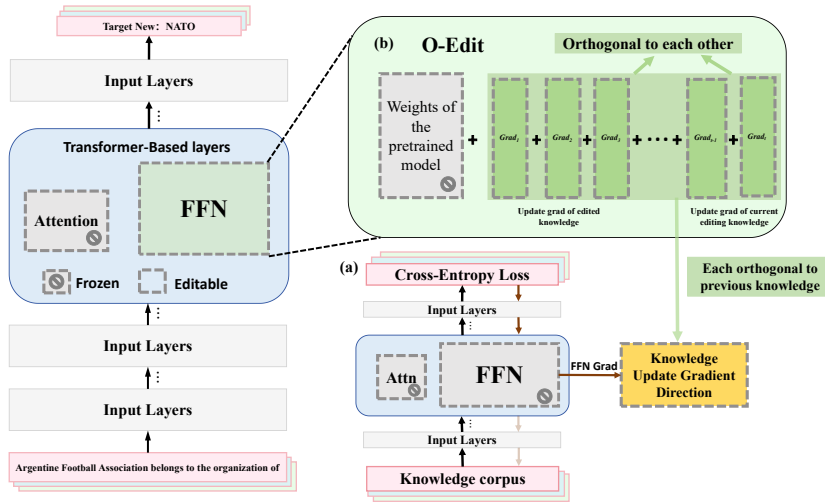 Target New: NATO
Input Layers
Transformer-Based layers
Attention
FFN
Frozen
Editable
Input Layers
Input Layers
Argentine Football Association belongs to the organization of
(b)
O-Edit
Orthogonal to each other
Weights of
the
pretrained
model
+
Grad₁
+
Grad₂
+
Grad₃
+
+
+
Update grad of edited
knowledge
Update grad of current
editing knowledge
Each orthogonal to
previous knowledge
(a)
Cross-Entropy Loss
Input Layers
Attn
FFN
FFN Grad
Knowledge
Update Gradient
Direction
Input Layers
Knowledge corpus